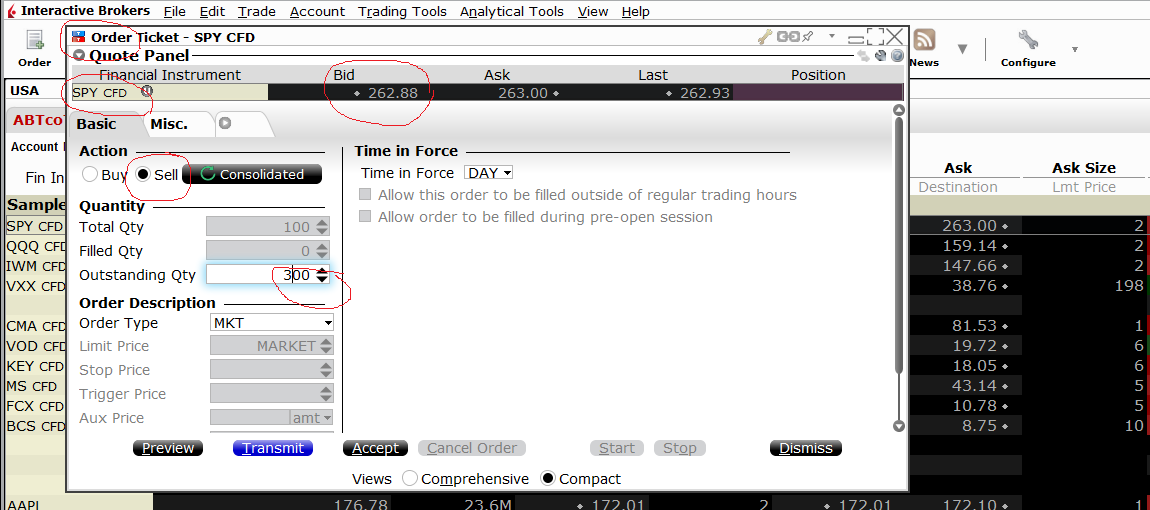 Interactive Brokers File Edit Trade Account Trading Tools Analytical Tools View Help
Order
Order Ticket - SPY CFD
News
Configure
Quote Panel
Financial Instrument Bid Ask Last Position
SPY CFD 262.88 263.00 262.93
USA
ABTco
Account
Fin In
Sample
SPY CFD
QQQ CFD
IWM CFD
VXX CFD
CMA CFD
VOD CFD
KEY CFD
MS CFD
FCX CFD
BCS CFD
Basic Misc.
Action
Buy Sell Consolidated
Quantity
Total Qty 100
Filled Qty 0
Outstanding Qty 300
Order Description
Order Type MKT
Limit Price MARKET
Stop Price
Trigger Price
Aux Price amt
Time in Force
Time in Force DAY
Allow this order to be filled outside of regular trading hours
Allow order to be filled during pre-open session
Preview Transmit Accept Cancel Order Start Stop Dismiss
Views Comprehensive Compact
Ask Ask Size
Destination Lmt Price
263.00 2
159.14 2
147.66 2
38.76 198
81.53 1
19.72 6
18.05 6
43.14 5
10.78 5
8.75 10
AAPL 176.78 23.6M 172.01 2 172.01 172.10 1